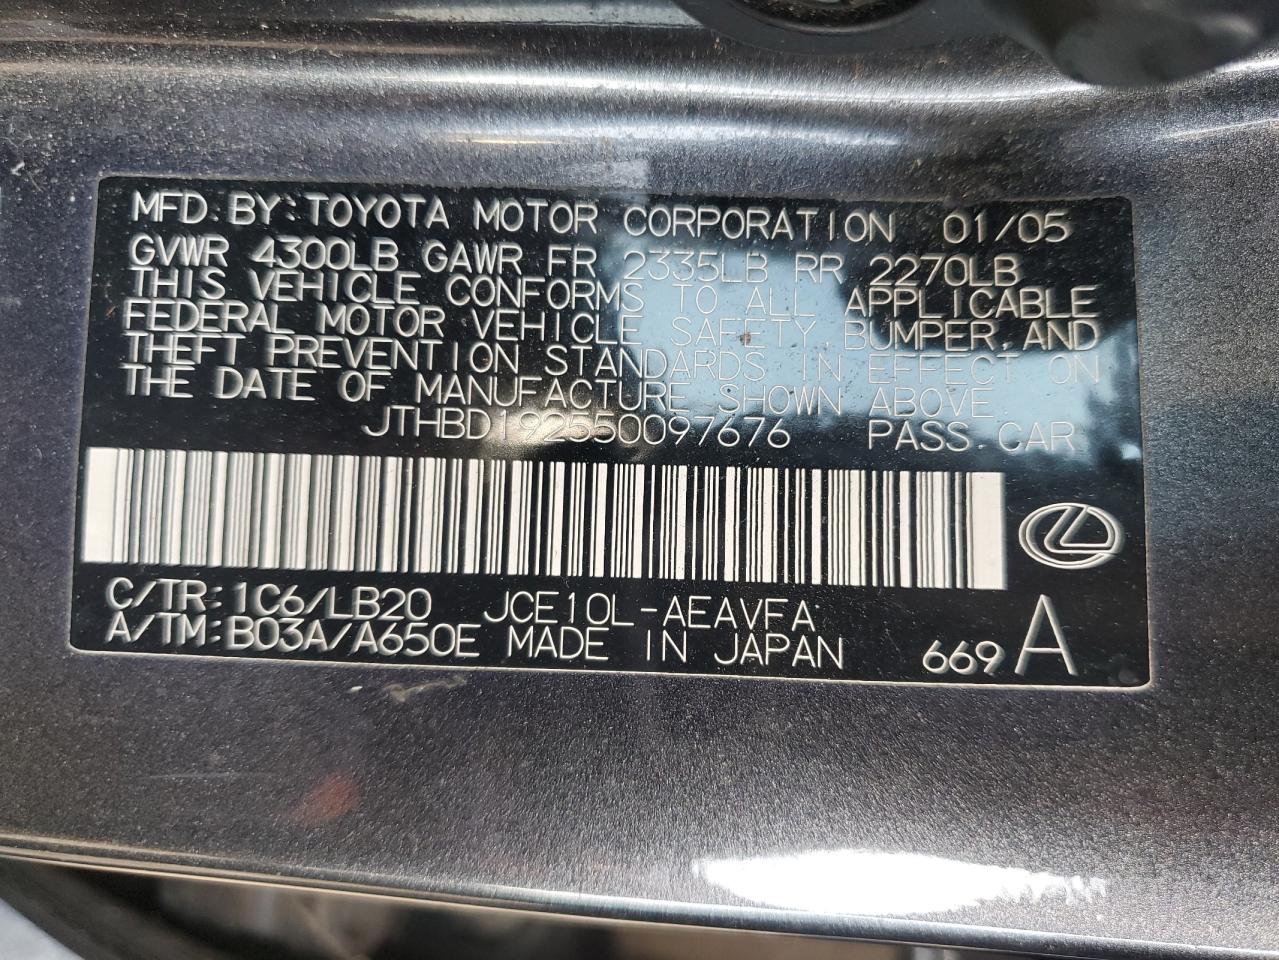 MFD. BY: TOYOTA MOTOR CORPORATION 01/05
GVWR 4300LB GAWR FR 2335LB RR 2270LB
THIS VEHICLE CONFORMS TO ALL APPLICABLE
FEDERAL MOTOR VEHICLE SAFETY, BUMPER, AND
THEFT PREVENTION STANDARDS IN EFFECT ON
THE DATE OF MANUFACTURE SHOWN ABOVE.
JTHBD192550097676 PASS. CAR
C/TR: 1C6/LB20 JCE10L-AEAVFA
A/TM: B03A/A650E MADE IN JAPAN 669 A